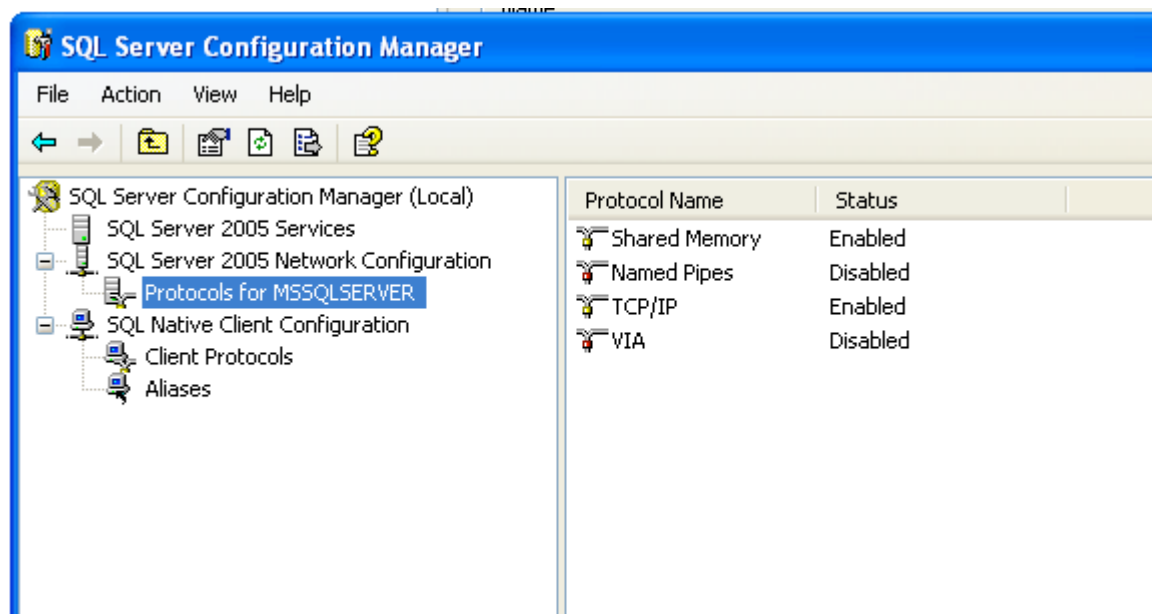 Name
SQL Server Configuration Manager
File Action View Help
SQL Server Configuration Manager (Local)
SQL Server 2005 Services
SQL Server 2005 Network Configuration
Protocols for MSSQLSERVER
SQL Native Client Configuration
Client Protocols
Aliases
Protocol Name Status
Shared Memory Enabled
Named Pipes Disabled
TCP/IP Enabled
VIA Disabled